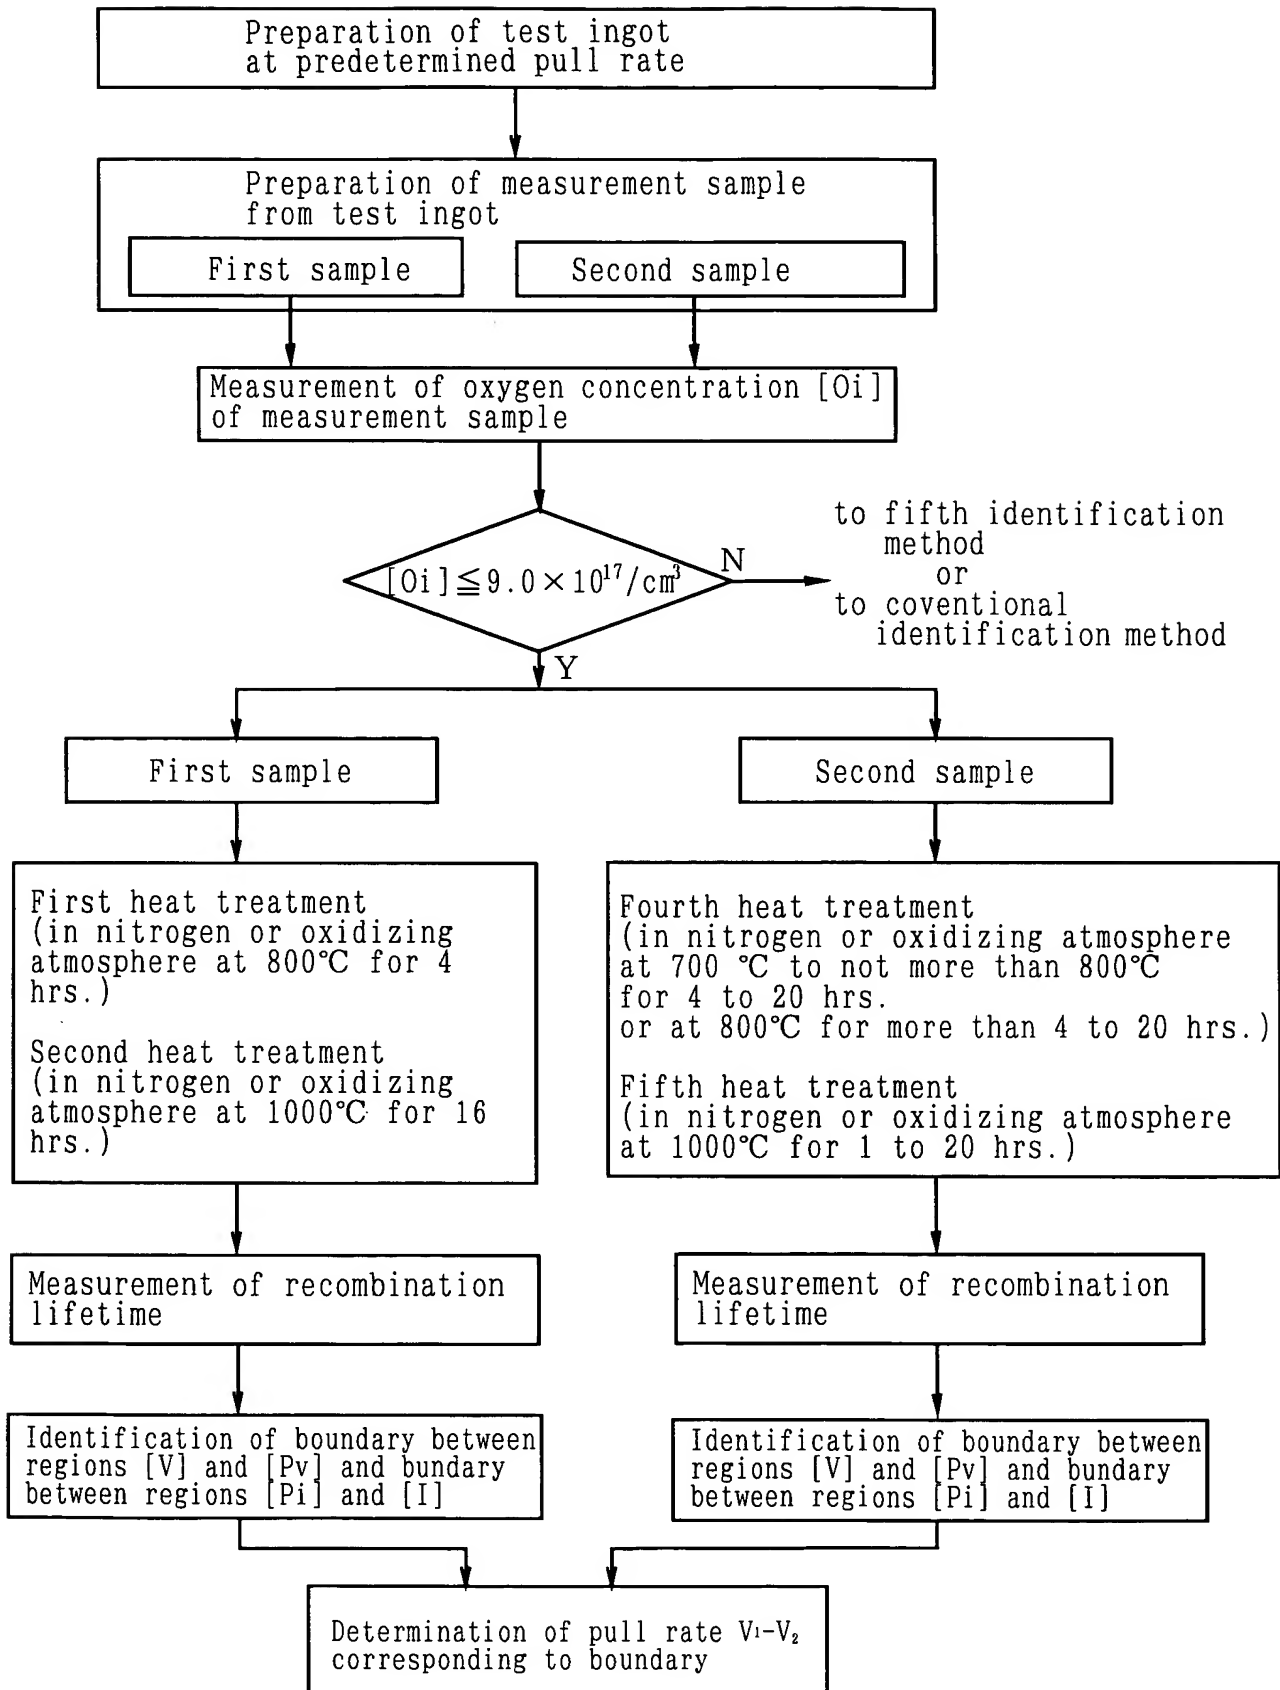 Preparation of test ingot
at predetermined pull rate
Preparation of measurement sample
from test ingot
First sample
Second sample
Measurement of oxygen concentration [Oi]
of measurement sample
[Oi]≦9.0×10¹⁷/cm³
N
to fifth identification
method
or
to coventional
identification method
Y
First sample
Second sample
First heat treatment
(in nitrogen or oxidizing
atmosphere at 800℃ for 4
hrs.)
Second heat treatment
(in nitrogen or oxidizing
atmosphere at 1000℃ for 16
hrs.)
Fourth heat treatment
(in nitrogen or oxidizing atmosphere
at 700 ℃ to not more than 800℃
for 4 to 20 hrs.
or at 800℃ for more than 4 to 20 hrs.)
Fifth heat treatment
(in nitrogen or oxidizing atmosphere
at 1000℃ for 1 to 20 hrs.)
Measurement of recombination
lifetime
Measurement of recombination
lifetime
Identification of boundary between
regions [V] and [Pv] and bundary
between regions [Pi] and [I]
Identification of boundary between
regions [V] and [Pv] and bundary
between regions [Pi] and [I]
Determination of pull rate V₁-V₂
corresponding to boundary